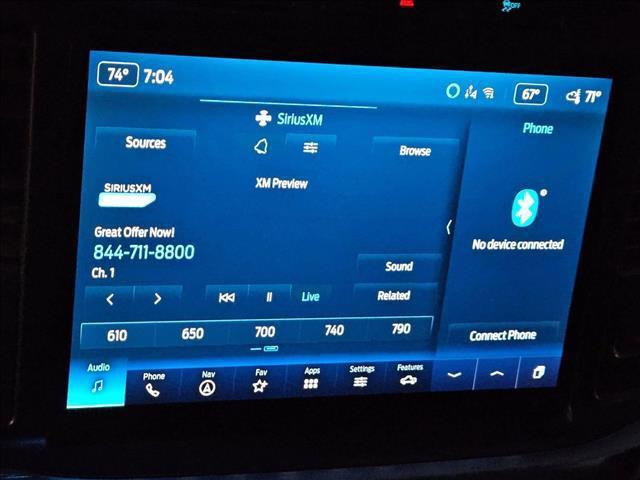 OFF
74° 7:04
67° 71°
SiriusXM
Phone
Sources
Browse
XM Preview
SIRIUSXM
Great Offer Now!
844-711-8800
No device connected
Ch. 1
Sound
Live
Related
610 650 700 740 790
Connect Phone
Audio Phone Nav Fav Apps Settings Features